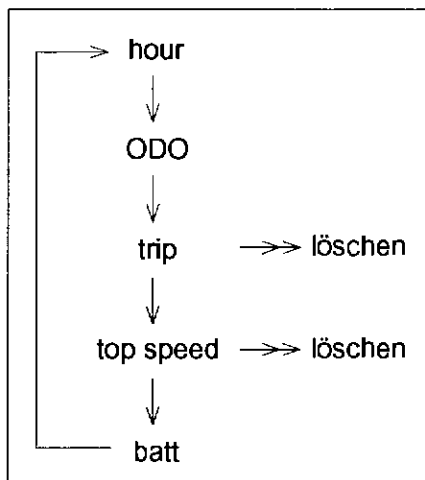 hour
ODO
trip löschen
top speed löschen
batt